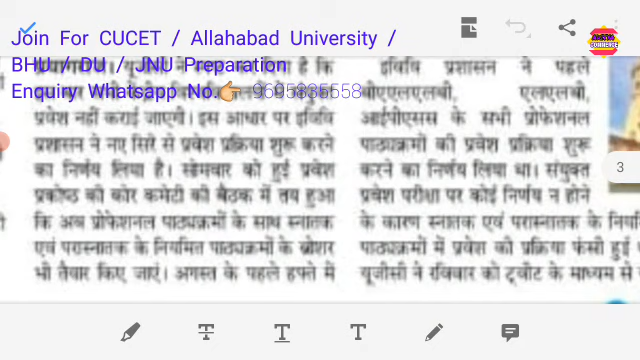 Join For CUCET / Allahabad University /
BHU / DU / JNU Preparation
Enquiry Whatsapp No.👉 9695835558
प्रवेश नहीं कराई जाएगी। इस आधार पर इविवि
प्रशासन ने नए सिरे से प्रवेश प्रक्रिया शुरू करने
का निर्णय लिया है। सोमवार को हुई प्रवेश
प्रकोष्ठ की कोर कमेटी की बैठक में तय हुआ
कि अब प्रोफेशनल पाठ्यक्रमों के साथ स्नातक
एवं परास्नातक के नियमित पाठ्यक्रमों के ब्रोशर
भी तैयार किए जाएं। अगस्त के पहले हफ्ते में
इविवि प्रशासन ने पहले
बीएएलएलबी, एलएलबी,
आईपीएसस के सभी प्रोफेशनल
पाठ्यक्रमों की प्रवेश प्रक्रिया शुरू
करने का निर्णय लिया था। संयुक्त
प्रवेश परीक्षा पर कोई निर्णय न होने
के कारण स्नातक एवं परास्नातक के
पाठ्यक्रमों में प्रवेश की प्रक्रिया फंसी हुई
यूजीसी ने रविवार को ट्वीट के माध्यम से
3
T
T
T